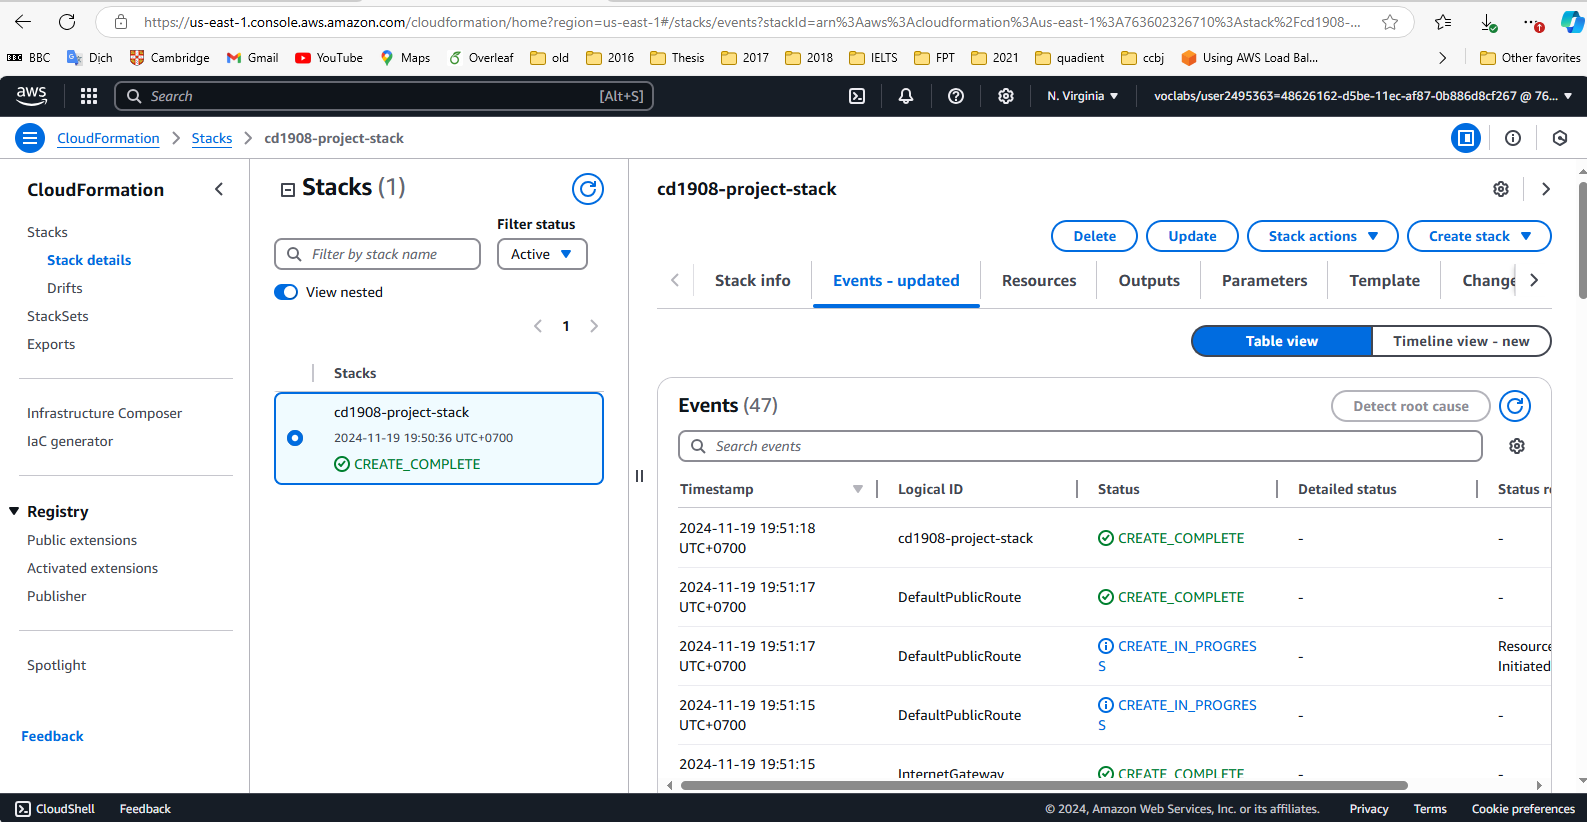 https://us-east-1.console.aws.amazon.com/cloudformation/home?region=us-east-1#/stacks/events?stackId=arn%3Aaws%3Acloudformation%3Aus-east-1%3A763602326710%3Astack%2Fcd1908-...
BBC Dịch Cambridge Gmail YouTube Maps Overleaf old 2016 Thesis 2017 2018 IELTS FPT 2021 quadient ccbj Using AWS Load Bal... Other favorites
aws Search [Alt+S] N. Virginia voclabs/user2495363=48626162-d5be-11ec-af87-0b886d8cf267 @ 76...
CloudFormation Stacks cd1908-project-stack
CloudFormation
Stacks
Stack details
Drifts
StackSets
Exports
Infrastructure Composer
IaC generator
Registry
Public extensions
Activated extensions
Publisher
Spotlight
Feedback
Stacks (1)
Filter status
Filter by stack name
Active
View nested
1
Stacks
cd1908-project-stack
2024-11-19 19:50:36 UTC+0700
CREATE_COMPLETE
cd1908-project-stack
Delete Update Stack actions Create stack
Stack info Events - updated Resources Outputs Parameters Template Change
Table view Timeline view - new
Events (47)
Detect root cause
Search events
Timestamp Logical ID Status Detailed status Status re
2024-11-19 19:51:18
UTC+0700
cd1908-project-stack
CREATE_COMPLETE
-
-
2024-11-19 19:51:17
UTC+0700
DefaultPublicRoute
CREATE_COMPLETE
-
-
2024-11-19 19:51:17
UTC+0700
DefaultPublicRoute
CREATE_IN_PROGRES
S
-
Resource
Initiated
2024-11-19 19:51:15
UTC+0700
DefaultPublicRoute
CREATE_IN_PROGRES
S
-
-
2024-11-19 19:51:15
InternetGateway
CREATE_COMPLETE
-
-
CloudShell Feedback © 2024, Amazon Web Services, Inc. or its affiliates. Privacy Terms Cookie preferences